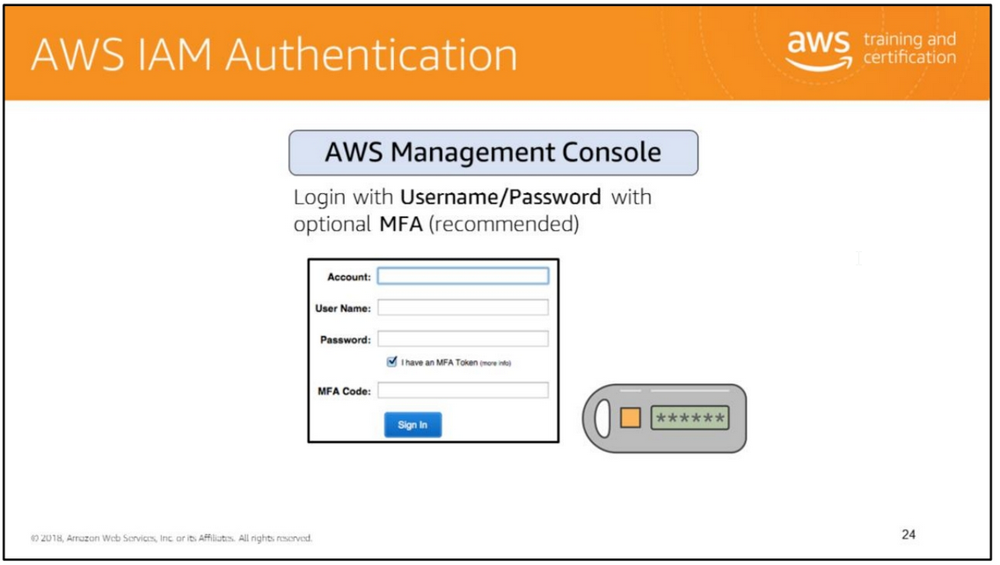 AWS IAM Authentication
aws training and
certification
AWS Management Console
Login with Username/Password with
optional MFA (recommended)
Account:
User Name:
Password:
I have an MFA Token (more info)
MFA Code:
Sign In
******
© 2018, Amazon Web Services, Inc. or its Affiliates. All rights reserved.
24